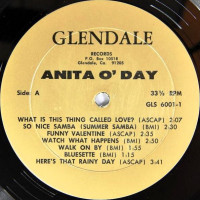 GLENDALE
RECORDS
P.O. Box 10018
Glendale, Ca. 91209
ANITA O' DAY
Side: A
33⅓ RPM
GLS 6001-1
WHAT IS THIS THING CALLED LOVE? (ASCAP) 2:07
SO NICE SAMBA (SUMMER SAMBA) (BMI) 2:30
FUNNY VALENTINE (ASCAP) 2:35
WATCH WHAT HAPPENS (BMI) 2:50
WALK ON BY (BMI) 1:55
BLUESETTE (BMI) 1:15
HERE'S THAT RAINY DAY (ASCAP) 3:41